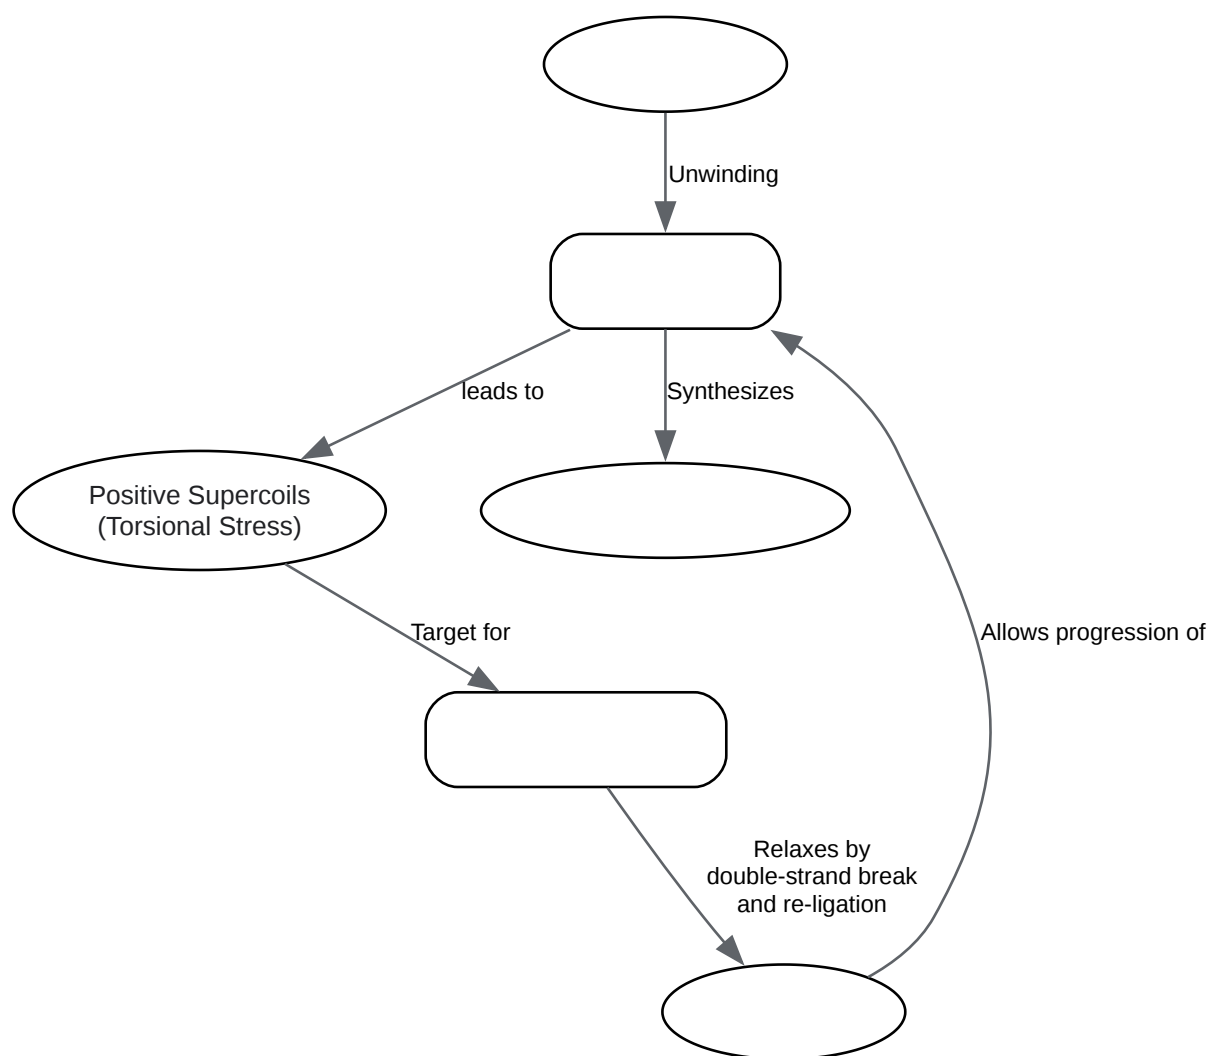 Unwinding
leads to
Synthesizes
Positive Supercoils
(Torsional Stress)
Target for
Allows progression of
Relaxes by
double-strand break
and re-ligation